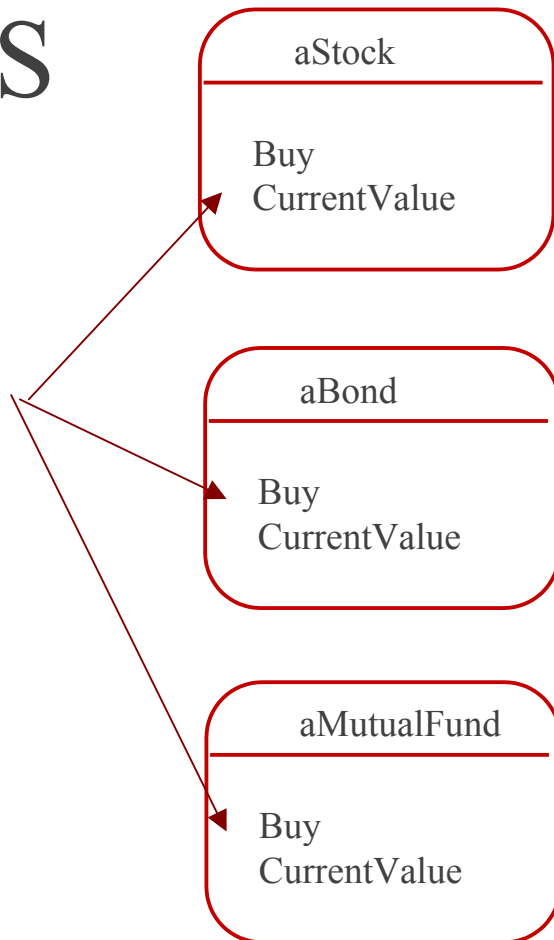 s
aStock
Buy
CurrentValue
aBond
Buy
CurrentValue
aMutualFund
Buy
CurrentValue